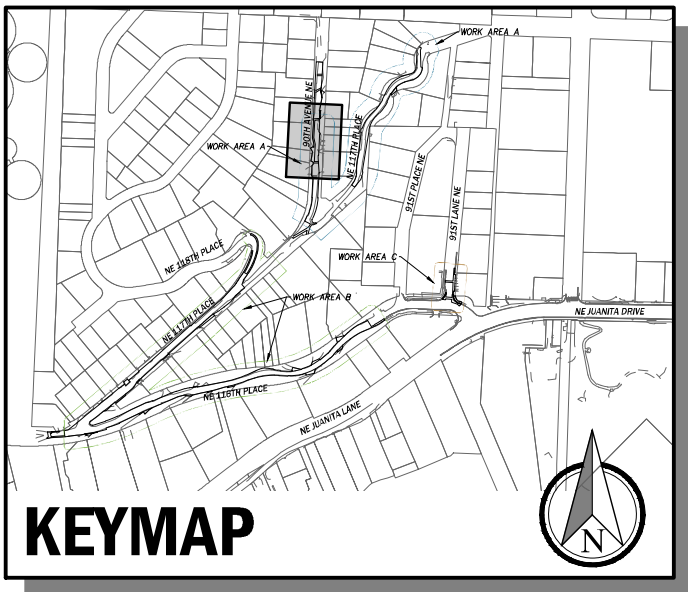 WORK AREA A
90TH AVENUE NE
WORK AREA A
NE 117TH PLACE
91ST PLACE NE
91ST LANE NE
NE 118TH PLACE
WORK AREA C
WORK AREA B
NE 117TH PLACE
NE JUANITA DRIVE
NE 116TH PLACE
NE JUANITA LANE
KEYMAP
N